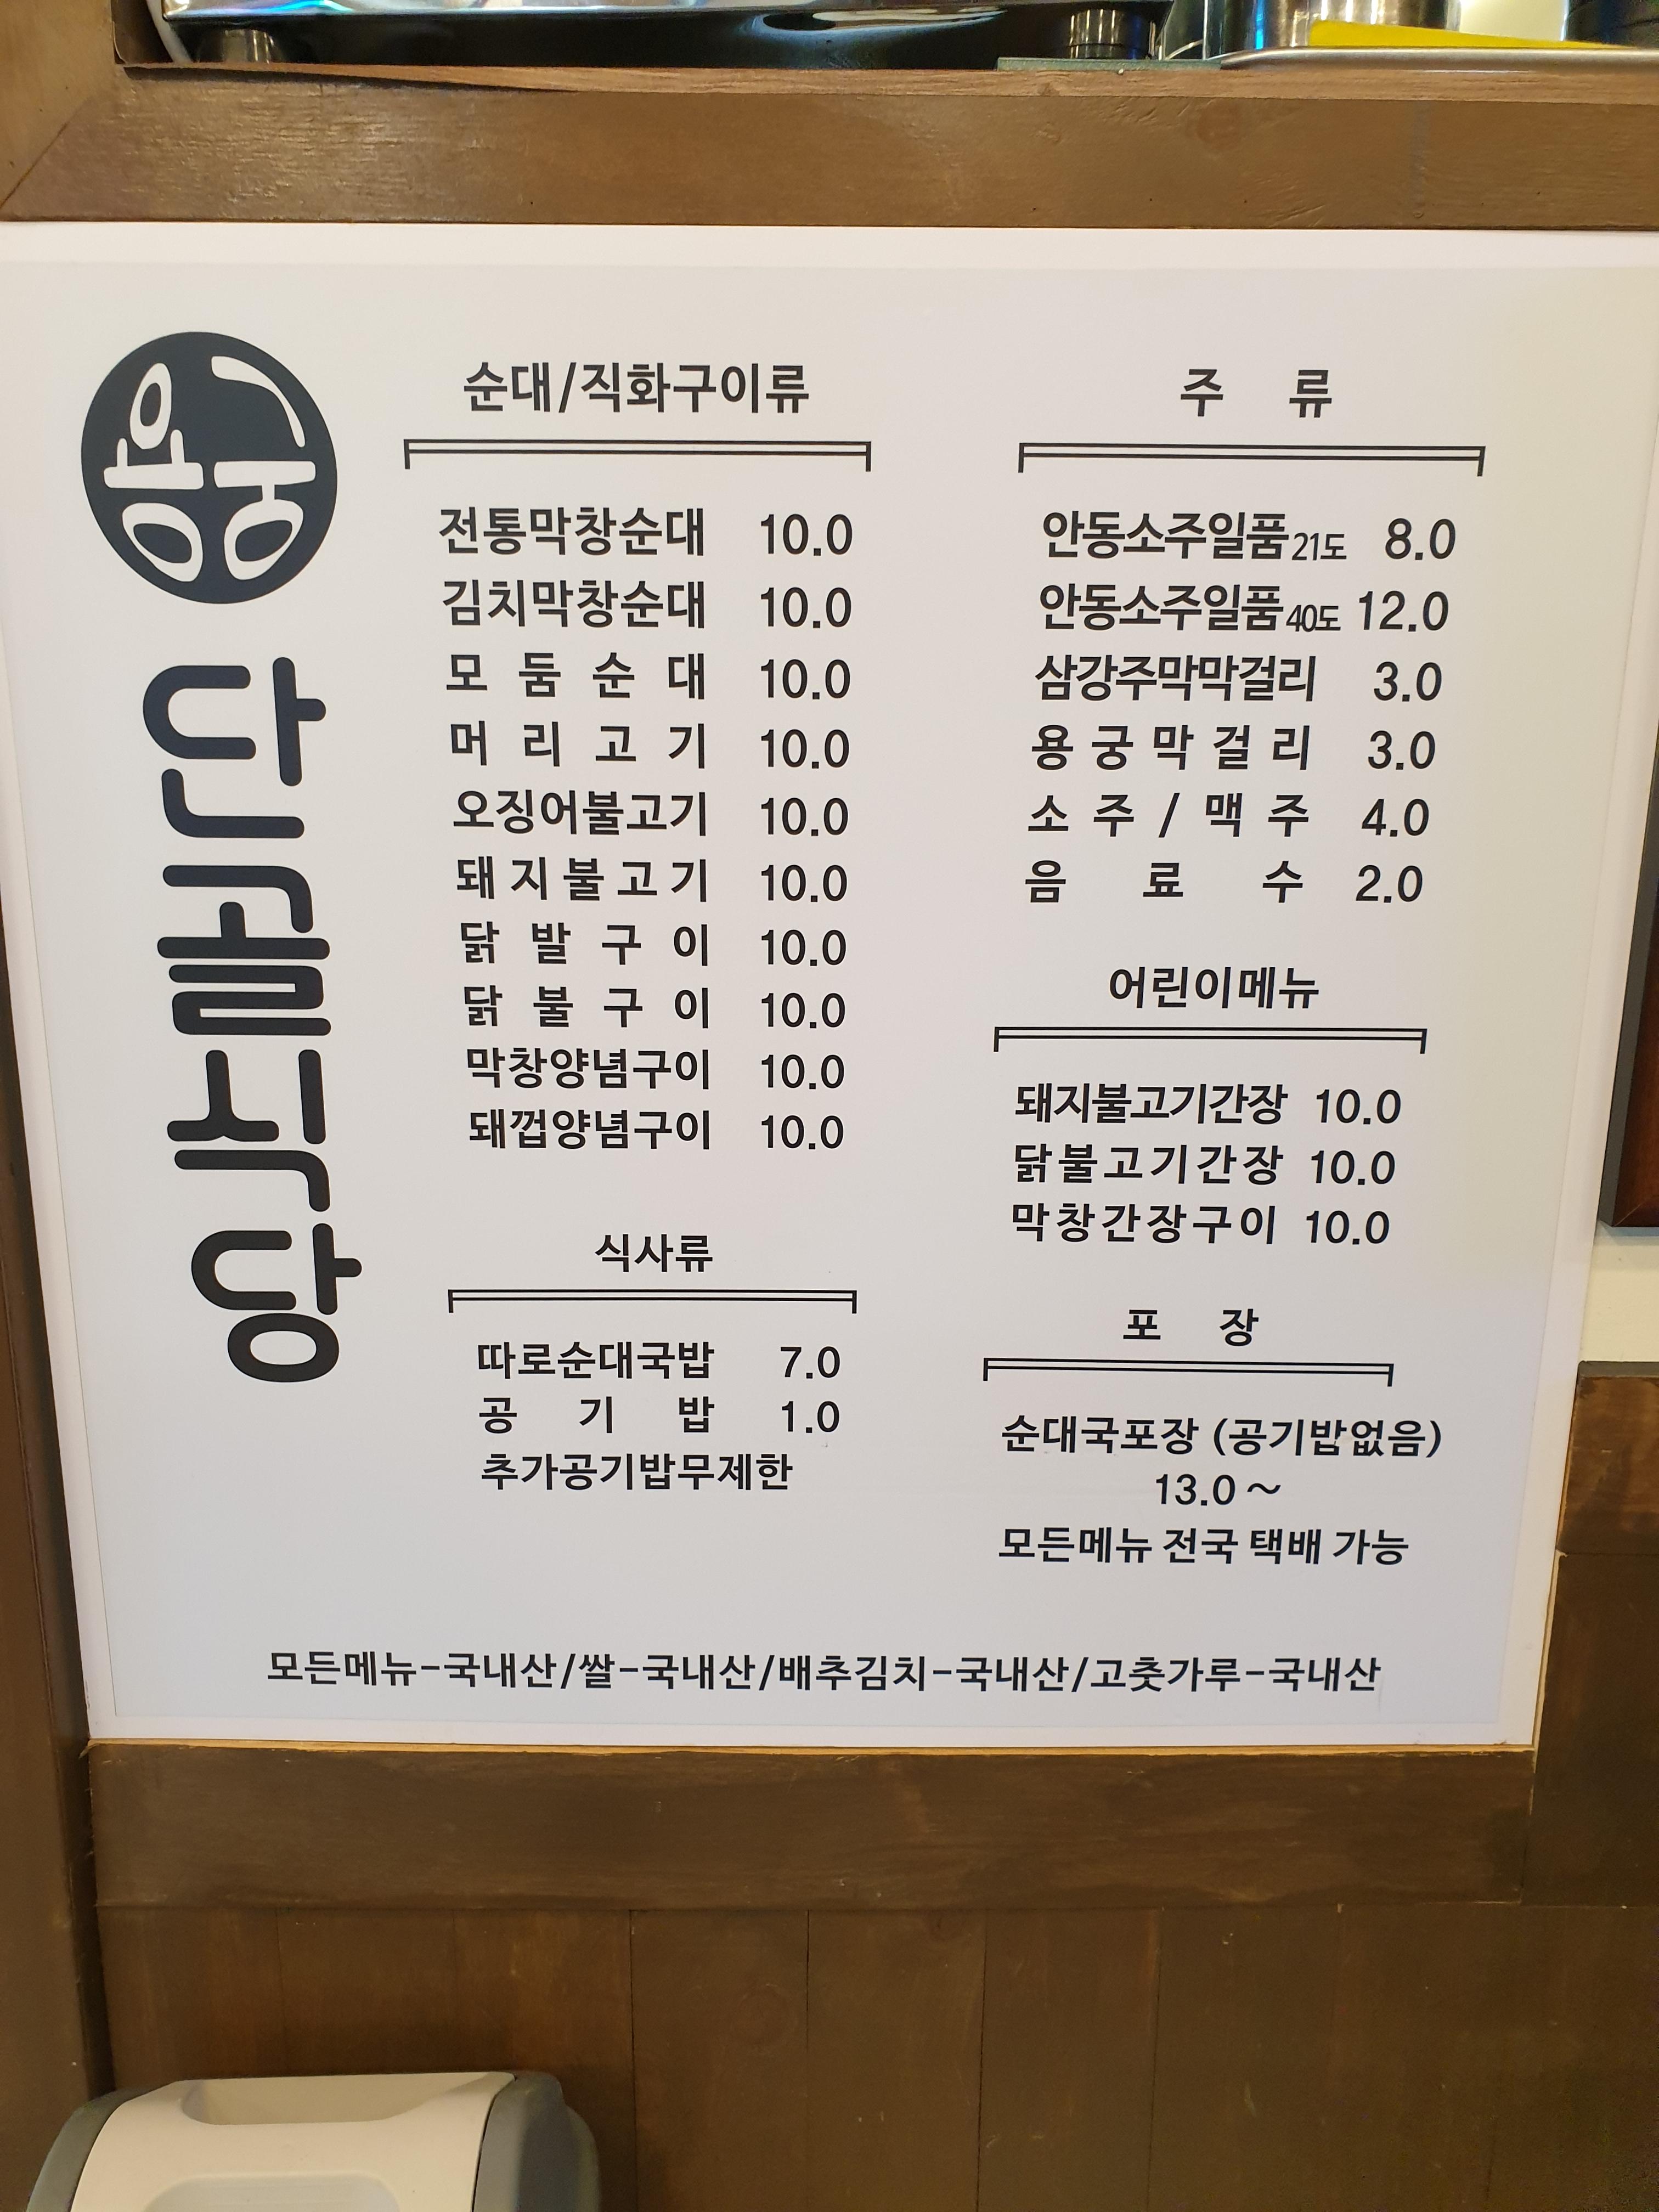 용궁
단골식당
순대/직화구이류
전통막창순대 10.0
김치막창순대 10.0
모둠순대 10.0
머리고기 10.0
오징어불고기 10.0
돼지불고기 10.0
닭발구이 10.0
닭불구이 10.0
막창양념구이 10.0
돼껍양념구이 10.0
식사류
따로순대국밥 7.0
공기밥 1.0
추가공기밥무제한
주류
안동소주일품21도 8.0
안동소주일품40도 12.0
삼강주막막걸리 3.0
용궁막걸리 3.0
소주/맥주 4.0
음료수 2.0
어린이메뉴
돼지불고기간장 10.0
닭불고기간장 10.0
막창간장구이 10.0
포장
순대국포장 (공기밥없음)
13.0~
모든메뉴 전국 택배 가능
모든메뉴-국내산/쌀-국내산/배추김치-국내산/고춧가루-국내산